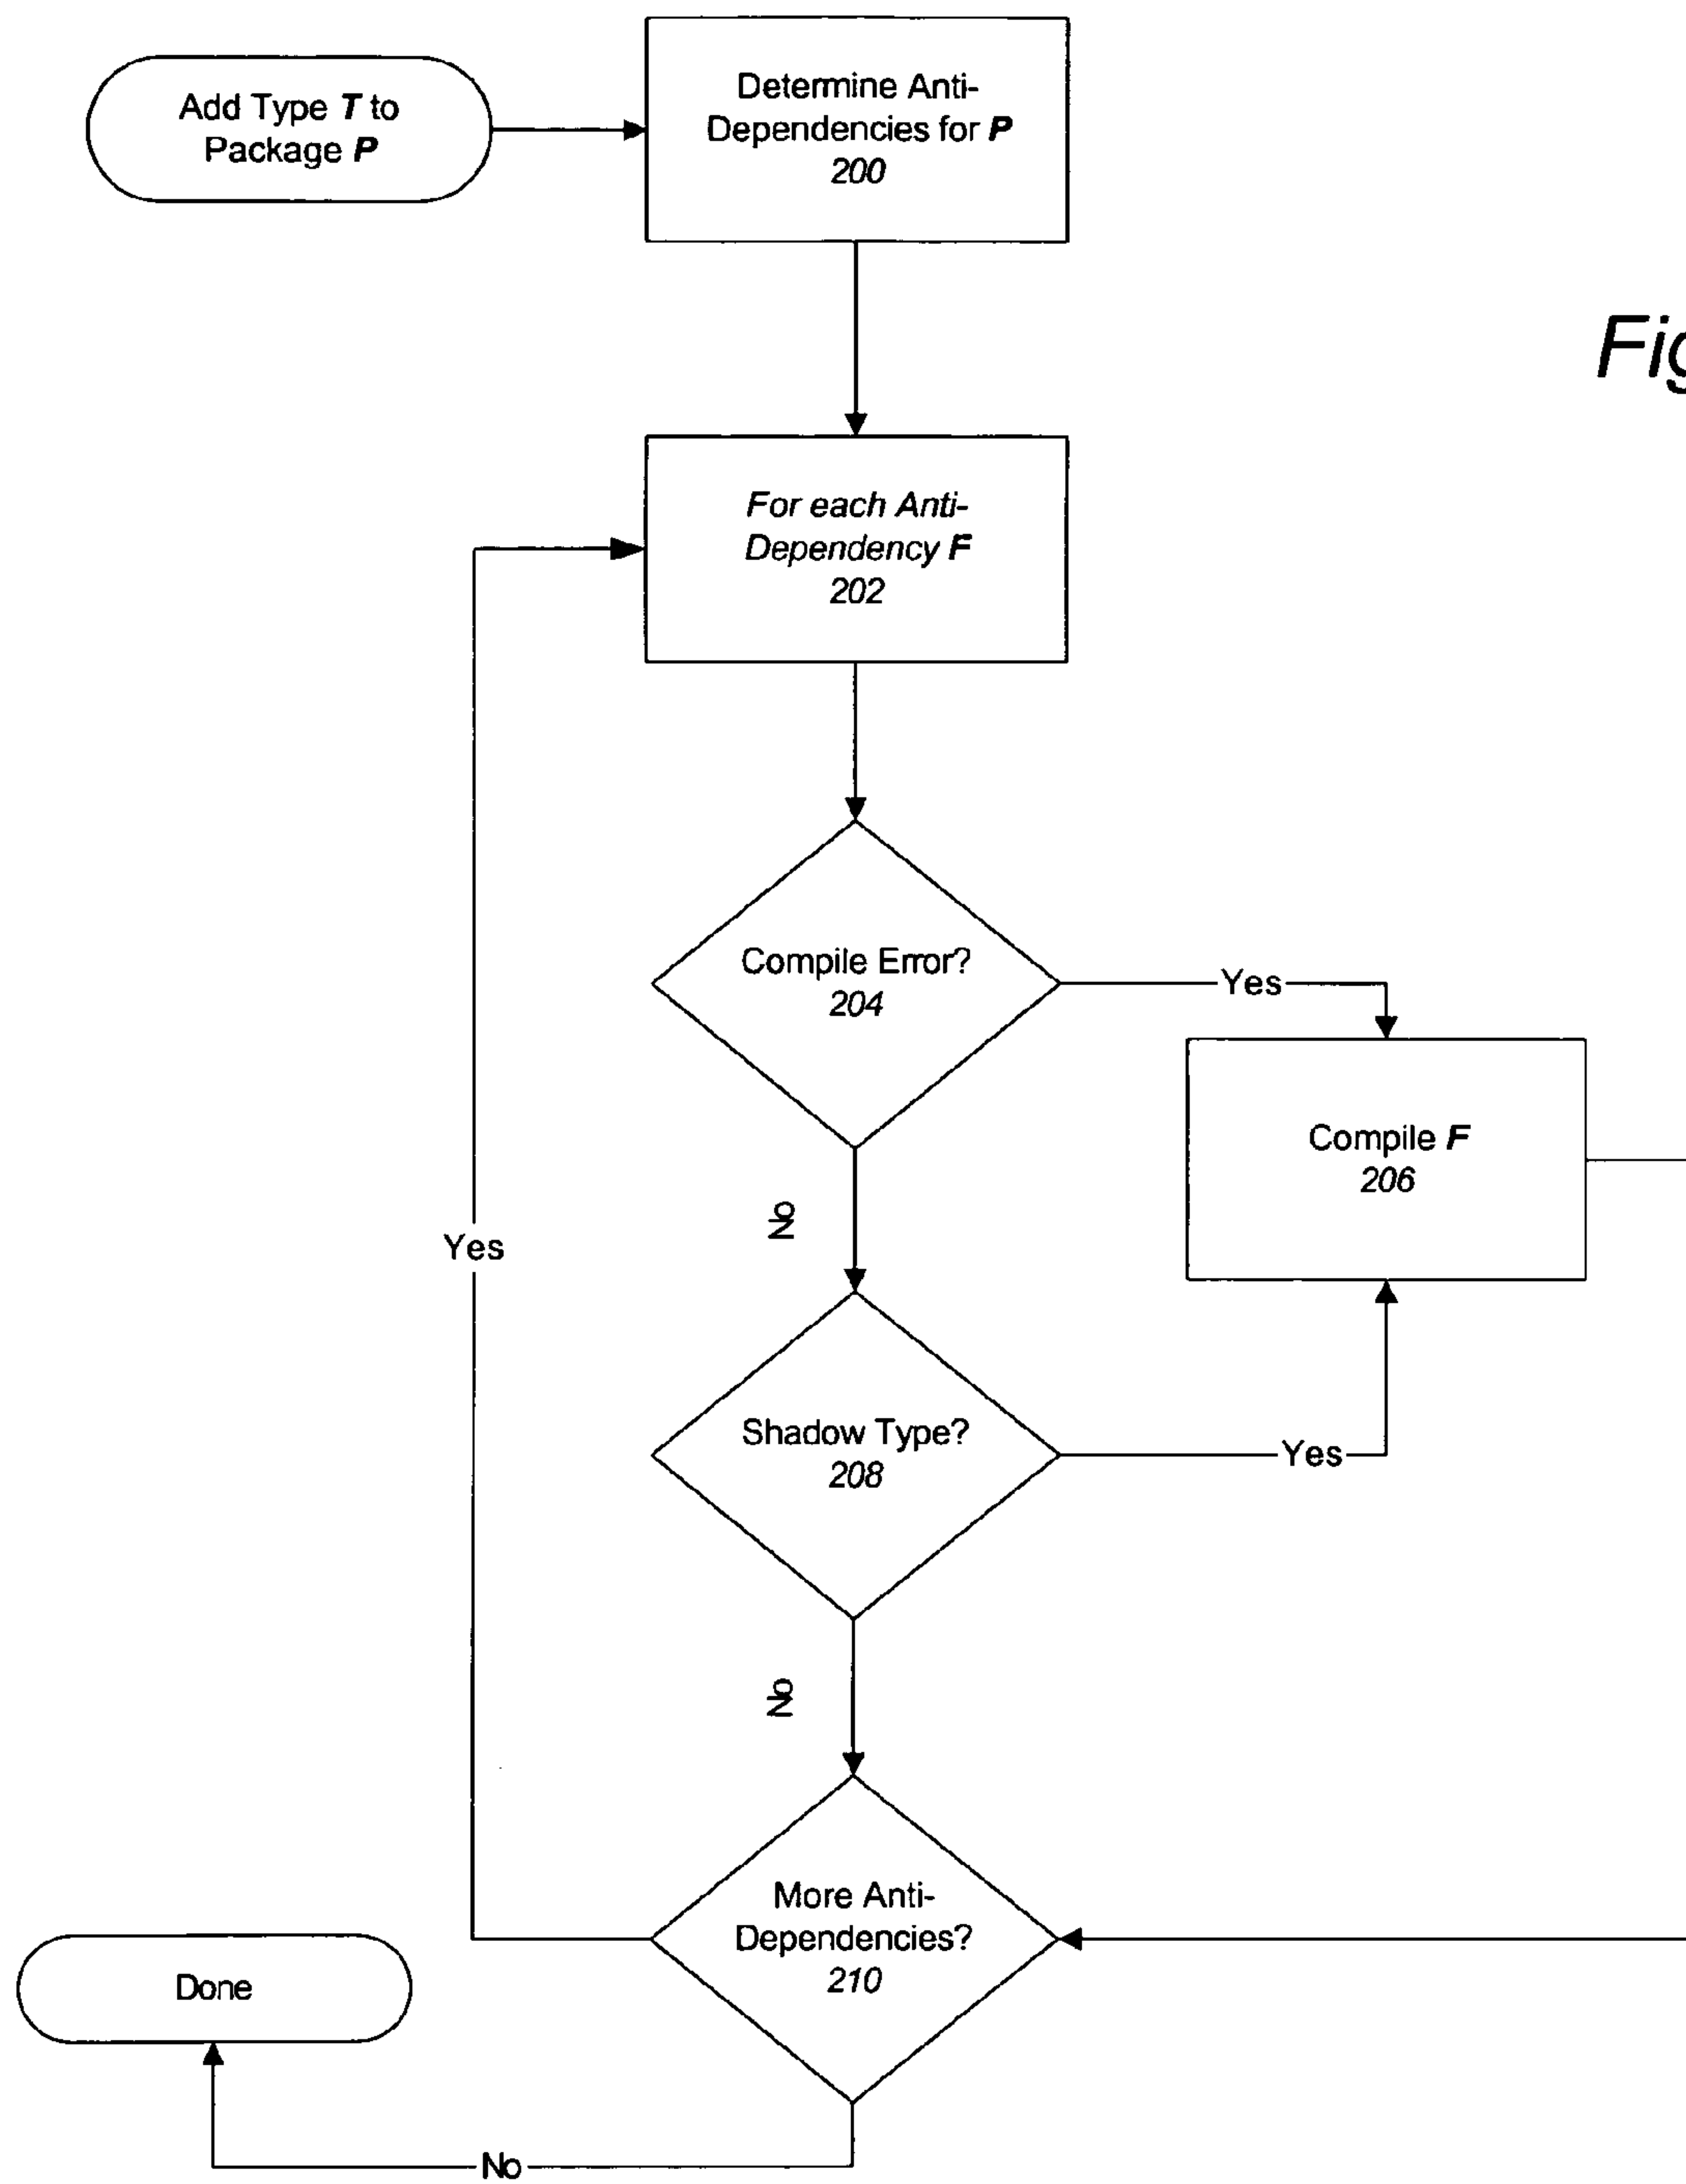 Add Type T to
Package P
Determine Anti-
Dependencies for P
200
Fig
For each Anti-
Dependency F
202
Compile Error?
204
Yes
Compile F
206
No
Yes
Shadow Type?
208
Yes
No
More Anti-
Dependencies?
210
Done
No